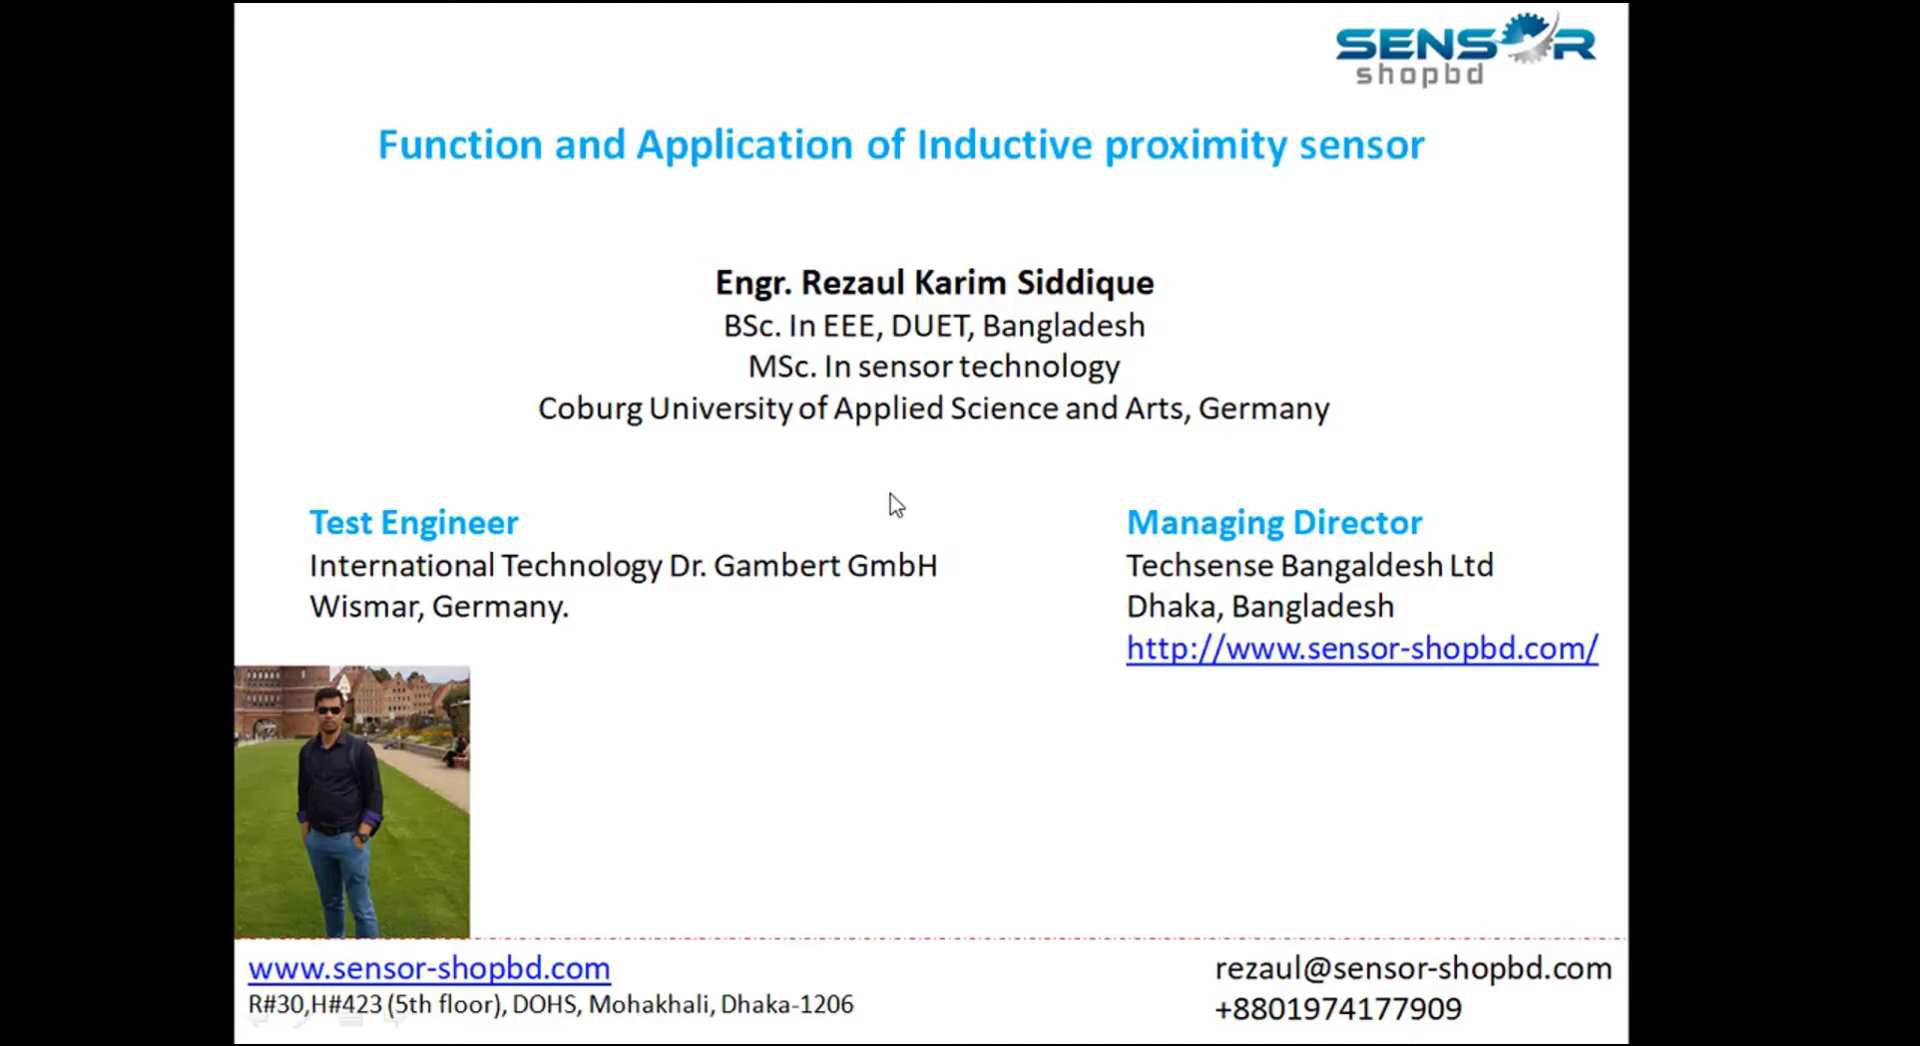 SENSOR
shopbd
Function and Application of Inductive proximity sensor
Engr. Rezaul Karim Siddique
BSc. In EEE, DUET, Bangladesh
MSc. In sensor technology
Coburg University of Applied Science and Arts, Germany
Test Engineer
International Technology Dr. Gambert GmbH
Wismar, Germany.
Managing Director
Techsense Bangaldesh Ltd
Dhaka, Bangladesh
http://www.sensor-shopbd.com/
www.sensor-shopbd.com
R#30,H#423 (5th floor), DOHS, Mohakhali, Dhaka-1206
rezaul@sensor-shopbd.com
+8801974177909